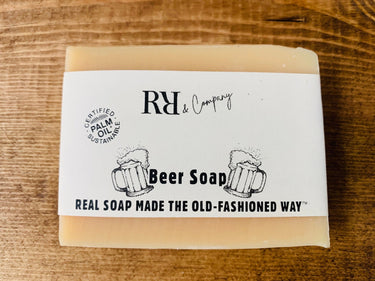 RR & Company
CERTIFIED
PALM
OIL
SUSTAINABLE
Beer Soap
REAL SOAP MADE THE OLD-FASHIONED WAY™